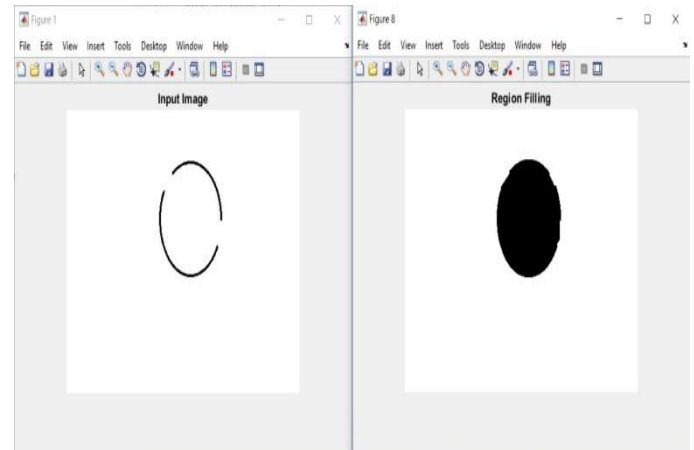 Figure 1
File Edit View Insert Tools Desktop Window Help
Input Image
Figure 8
File Edit View Insert Tools Desktop Window Help
Region Filling